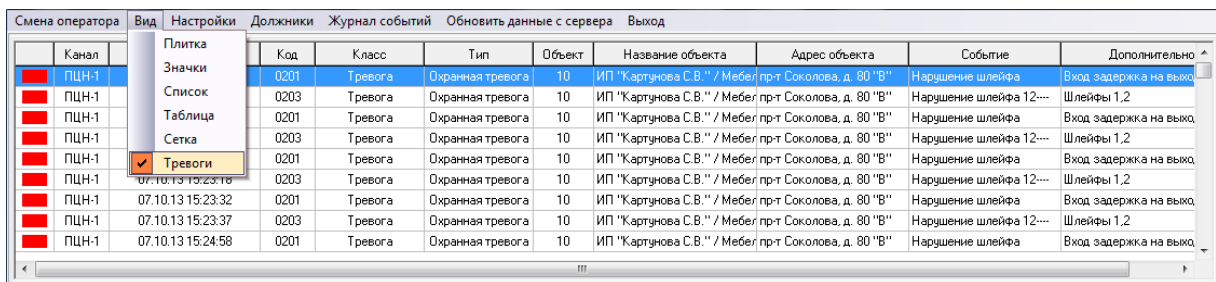 Смена оператора Вид Настройки Должники Журнал событий Обновить данные с сервера Выход
Плитка
Значки
Список
Таблица
Сетка
Тревоги
Канал Код Класс Тип Объект Название объекта Адрес объекта Событие Дополнительно
ПЦН-1 0201 Тревога Охранная тревога 10 ИП "Картунова С.В." / Мебел пр-т Соколова, д. 80 "В" Нарушение шлейфа Вход задержка на выход
ПЦН-1 0203 Тревога Охранная тревога 10 ИП "Картунова С.В." / Мебел пр-т Соколова, д. 80 "В" Нарушение шлейфа 12---- Шлейфы 1,2
ПЦН-1 0201 Тревога Охранная тревога 10 ИП "Картунова С.В." / Мебел пр-т Соколова, д. 80 "В" Нарушение шлейфа Вход задержка на выход
ПЦН-1 0203 Тревога Охранная тревога 10 ИП "Картунова С.В." / Мебел пр-т Соколова, д. 80 "В" Нарушение шлейфа 12---- Шлейфы 1,2
ПЦН-1 0201 Тревога Охранная тревога 10 ИП "Картунова С.В." / Мебел пр-т Соколова, д. 80 "В" Нарушение шлейфа Вход задержка на выход
ПЦН-1 07.10.13 15:23:18 0203 Тревога Охранная тревога 10 ИП "Картунова С.В." / Мебел пр-т Соколова, д. 80 "В" Нарушение шлейфа 12---- Шлейфы 1,2
ПЦН-1 07.10.13 15:23:32 0201 Тревога Охранная тревога 10 ИП "Картунова С.В." / Мебел пр-т Соколова, д. 80 "В" Нарушение шлейфа Вход задержка на выход
ПЦН-1 07.10.13 15:23:37 0203 Тревога Охранная тревога 10 ИП "Картунова С.В." / Мебел пр-т Соколова, д. 80 "В" Нарушение шлейфа 12---- Шлейфы 1,2
ПЦН-1 07.10.13 15:24:58 0201 Тревога Охранная тревога 10 ИП "Картунова С.В." / Мебел пр-т Соколова, д. 80 "В" Нарушение шлейфа Вход задержка на выход